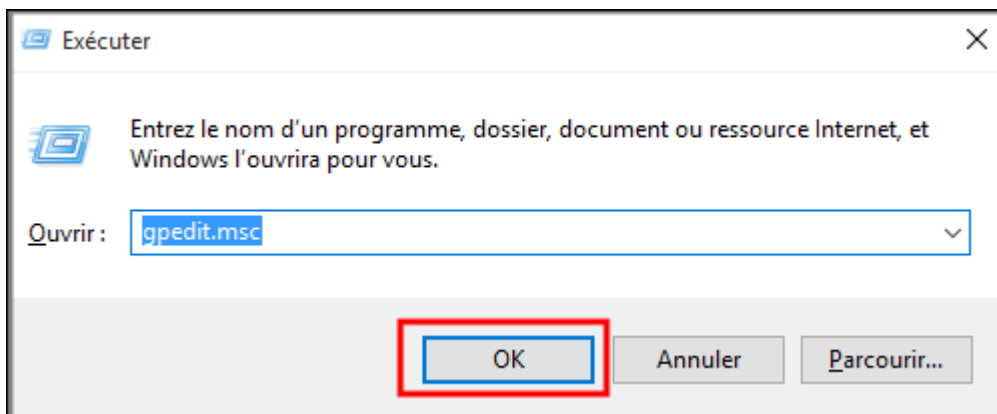 Exécuter
Entrez le nom d'un programme, dossier, document ou ressource Internet, et
Windows l'ouvrira pour vous.
Ouvrir : gpedit.msc
OK Annuler Parcourir...